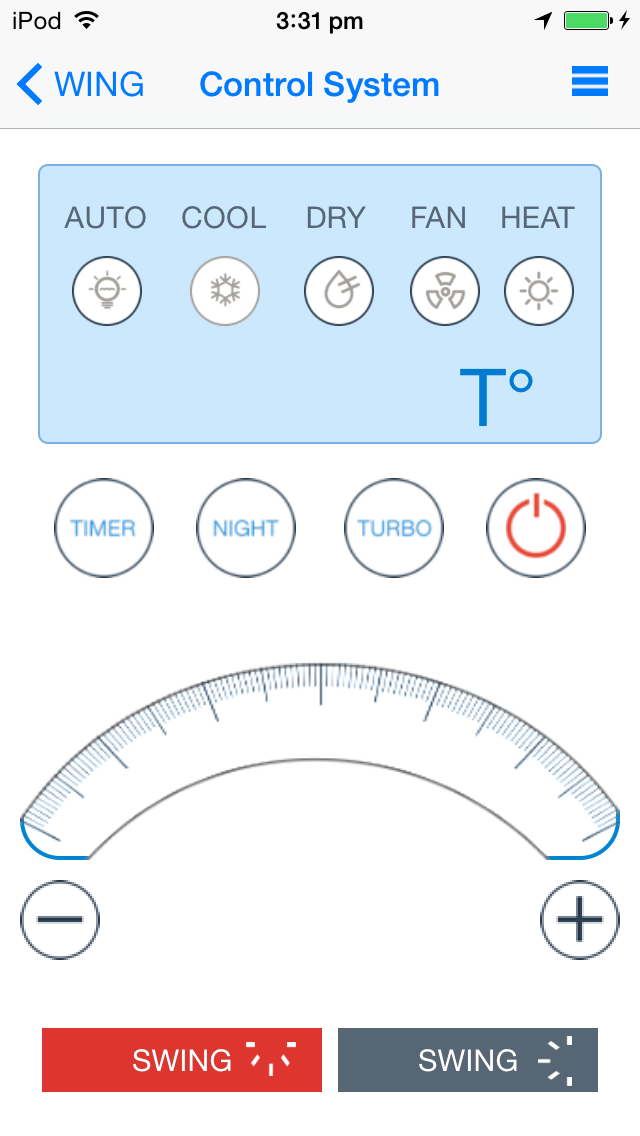 iPod 3:31 pm
WING Control System
AUTO COOL DRY FAN HEAT
T°
TIMER NIGHT TURBO
SWING SWING